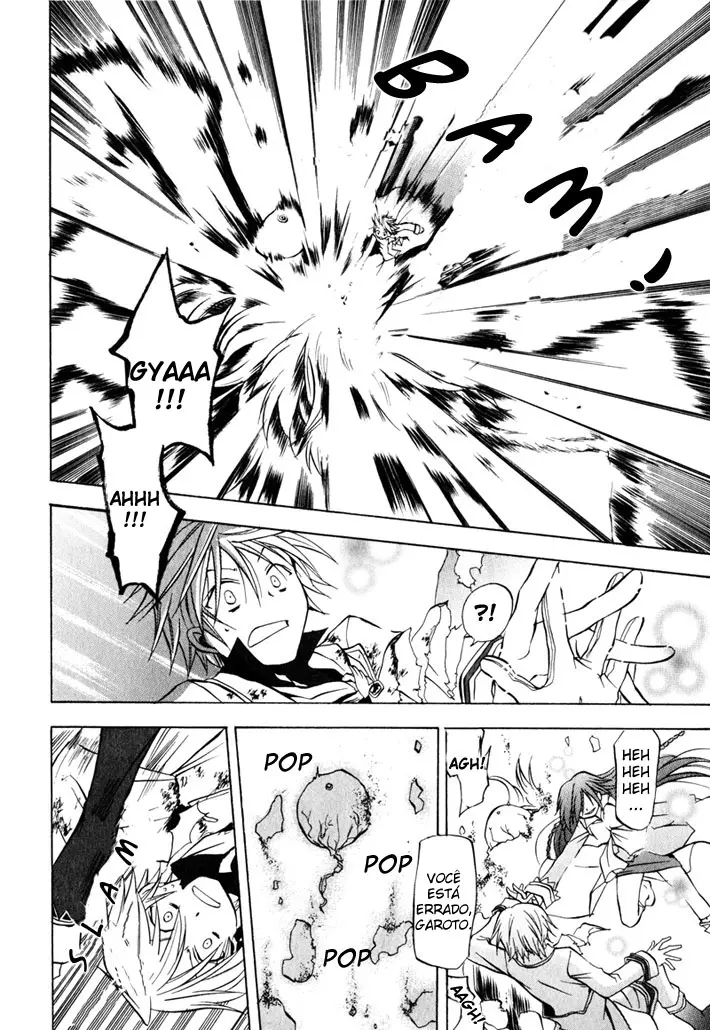 BAM!
GYAAA
!!!
AHHH
!!!
?!
SLAM
POP
POP
POP
VOCÊ
ESTÁ
ERRADO,
GAROTO.
AGH!
HEH
HEH
HEH
...
AAGH!